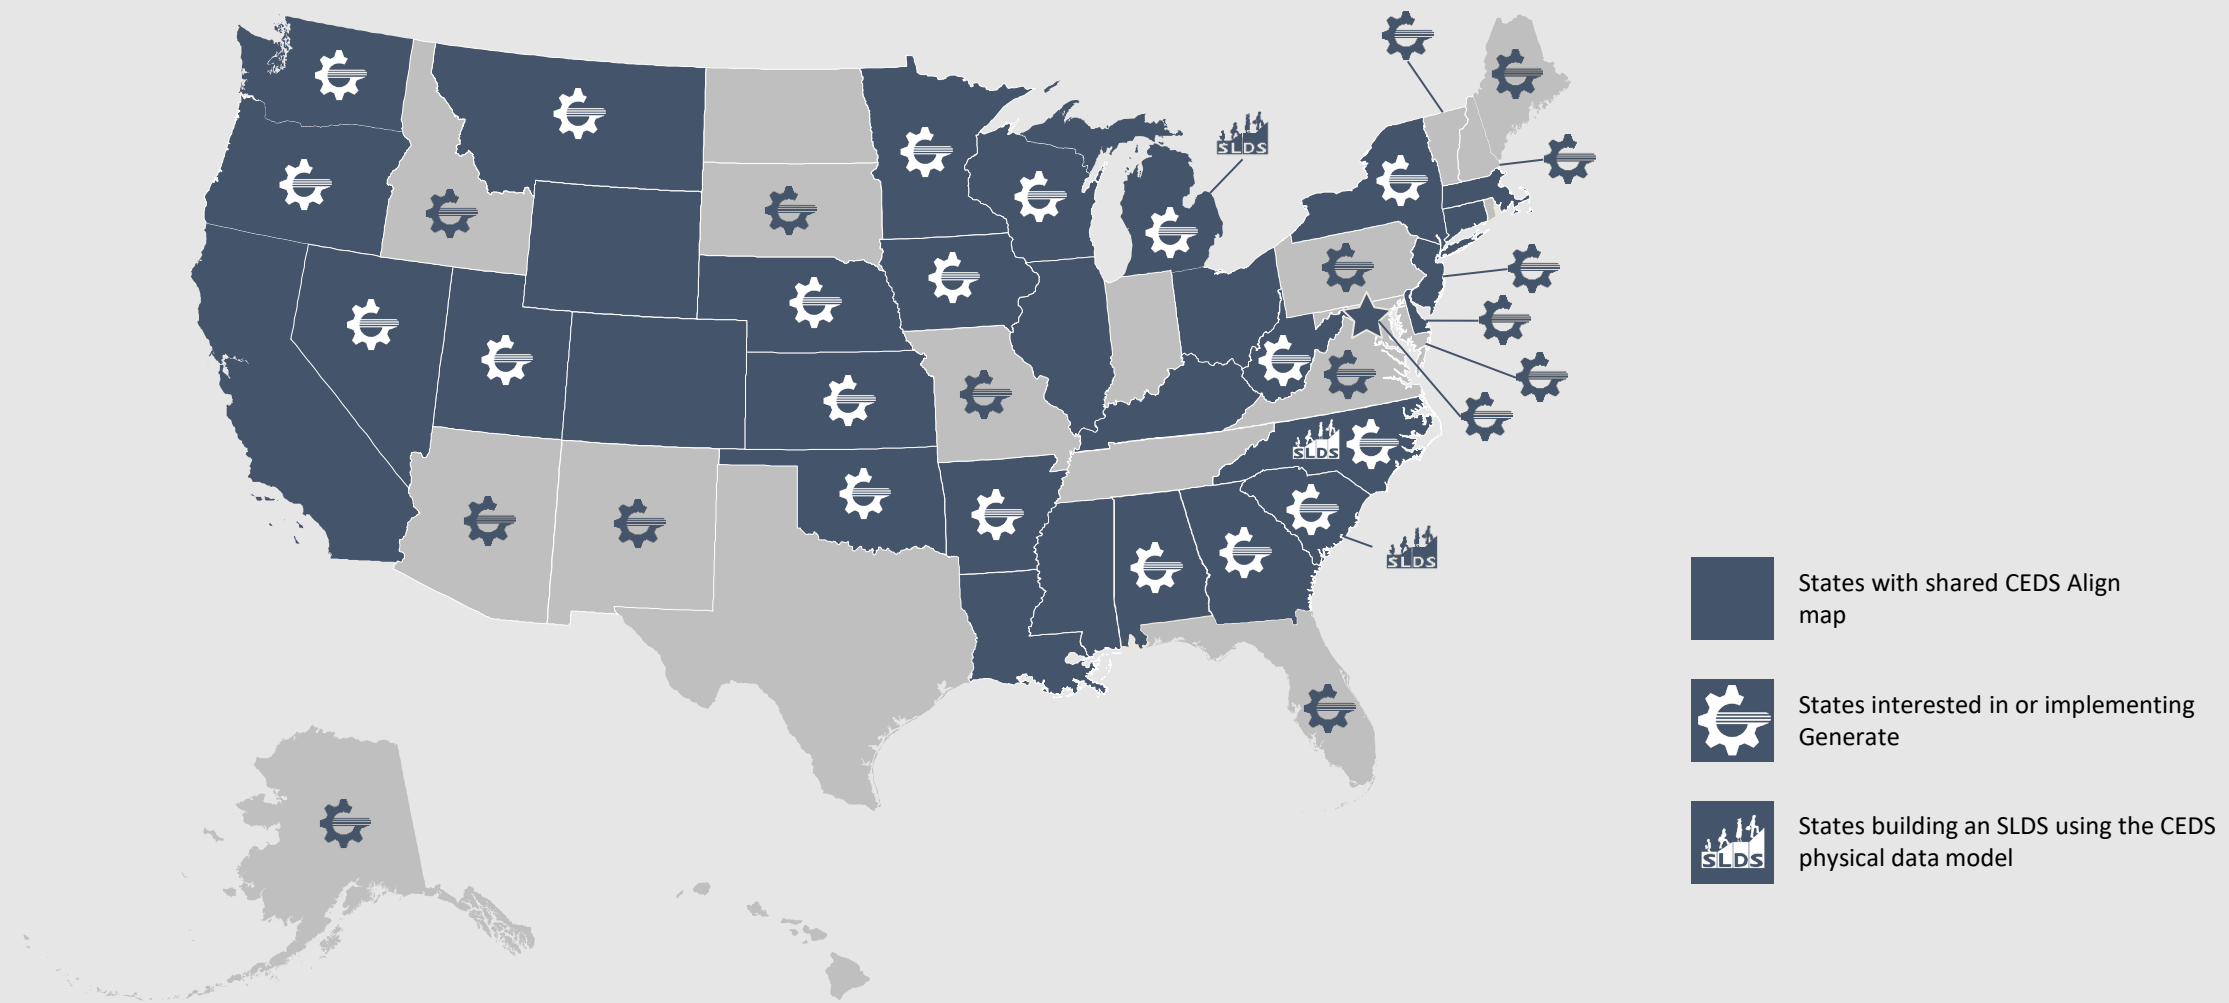 SLDS
SLDS
SLDS
States with shared CEDS Align
map
States interested in or implementing
Generate
SLDS
States building an SLDS using the CEDS
physical data model